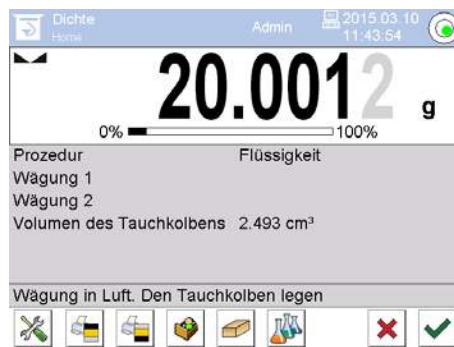 Dichte
Home
Admin
2015.03.10
11:43:54
20.0012 g
0% 100%
Prozedur Flüssigkeit
Wägung 1
Wägung 2
Volumen des Tauchkolbens 2.493 cm³
Wägung in Luft. Den Tauchkolben legen